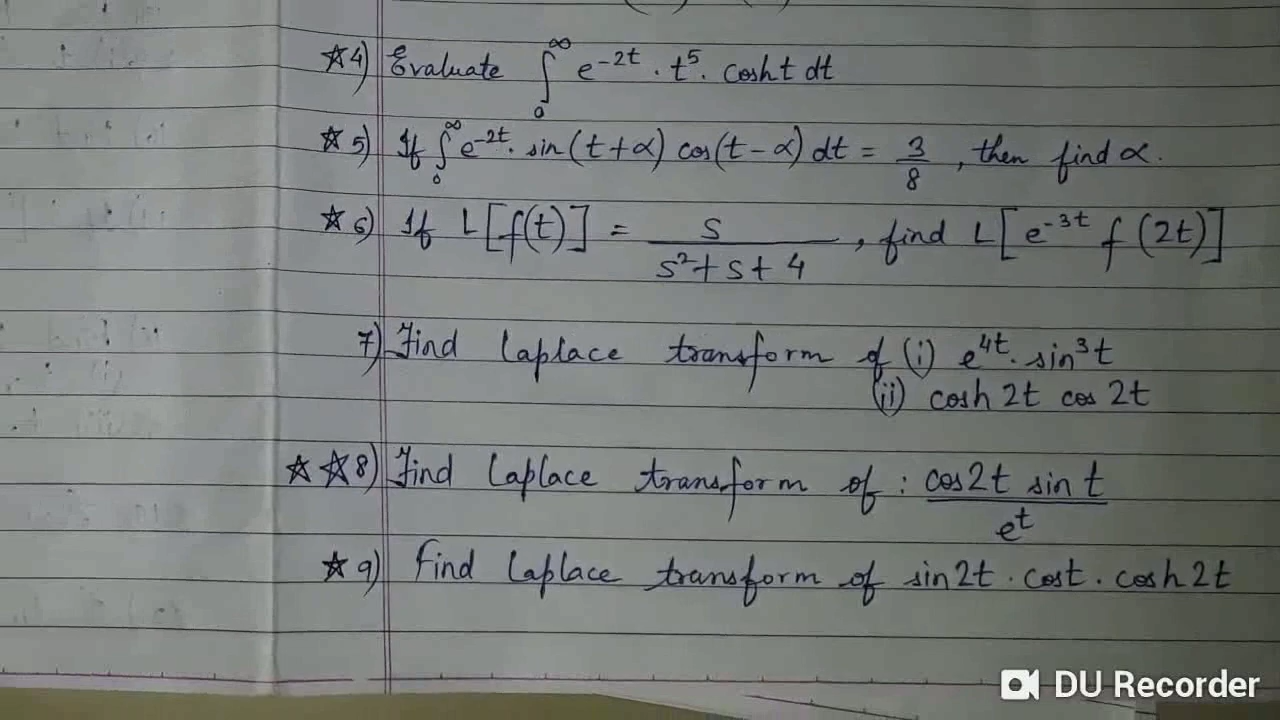 ☆4) Evaluate ∫₀^∞ e^{-2t} · t⁵ · cosht dt
☆5) If ∫₀^∞ e^{-2t} · sin(t+α) cos(t-α) dt = 3/8 , then find α.
☆6) If L[f(t)] = s/(s²+s+4) , find L[e^{-3t} f(2t)]
7) Find Laplace transform of (i) e^{4t} · sin³t
(ii) cosh 2t cos 2t
☆☆8) Find Laplace transform of : (cos2t sin t)/e^t
☆9) Find Laplace transform of sin2t · cost · cosh2t
DU Recorder